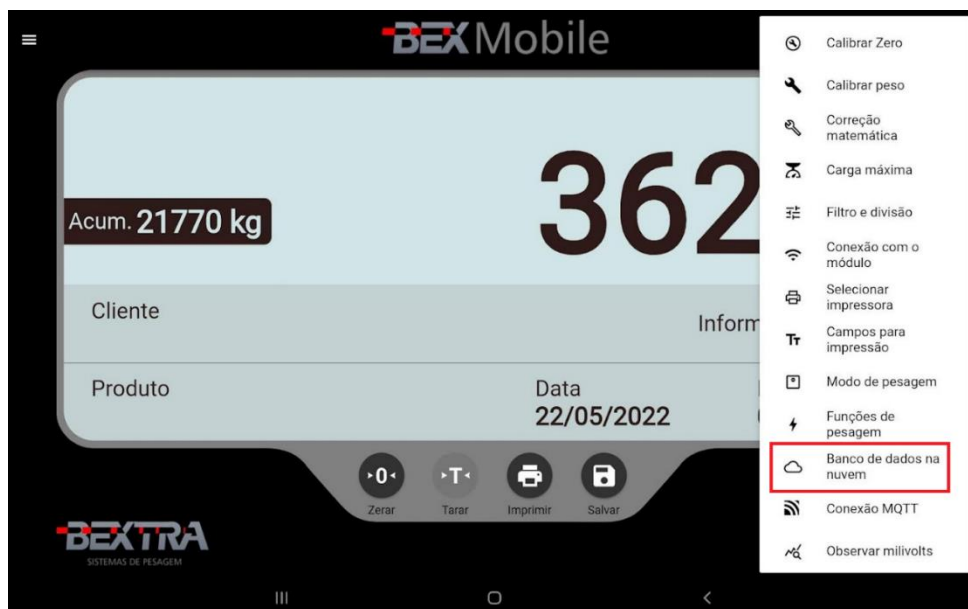 BEX Mobile
362
Acum. 21770 kg
Cliente
Inform
Produto
Data
22/05/2022
0
T
Zerar
Tarar
Imprimir
Salvar
BEXTRA
SISTEMAS DE PESAGEM
Calibrar Zero
Calibrar peso
Correção
matemática
Carga máxima
Filtro e divisão
Conexão com o
módulo
Selecionar
impressora
Tт
Campos para
impressão
Modo de pesagem
Funções de
pesagem
Banco de dados na
nuvem
Conexão MQTT
Observar milivolts